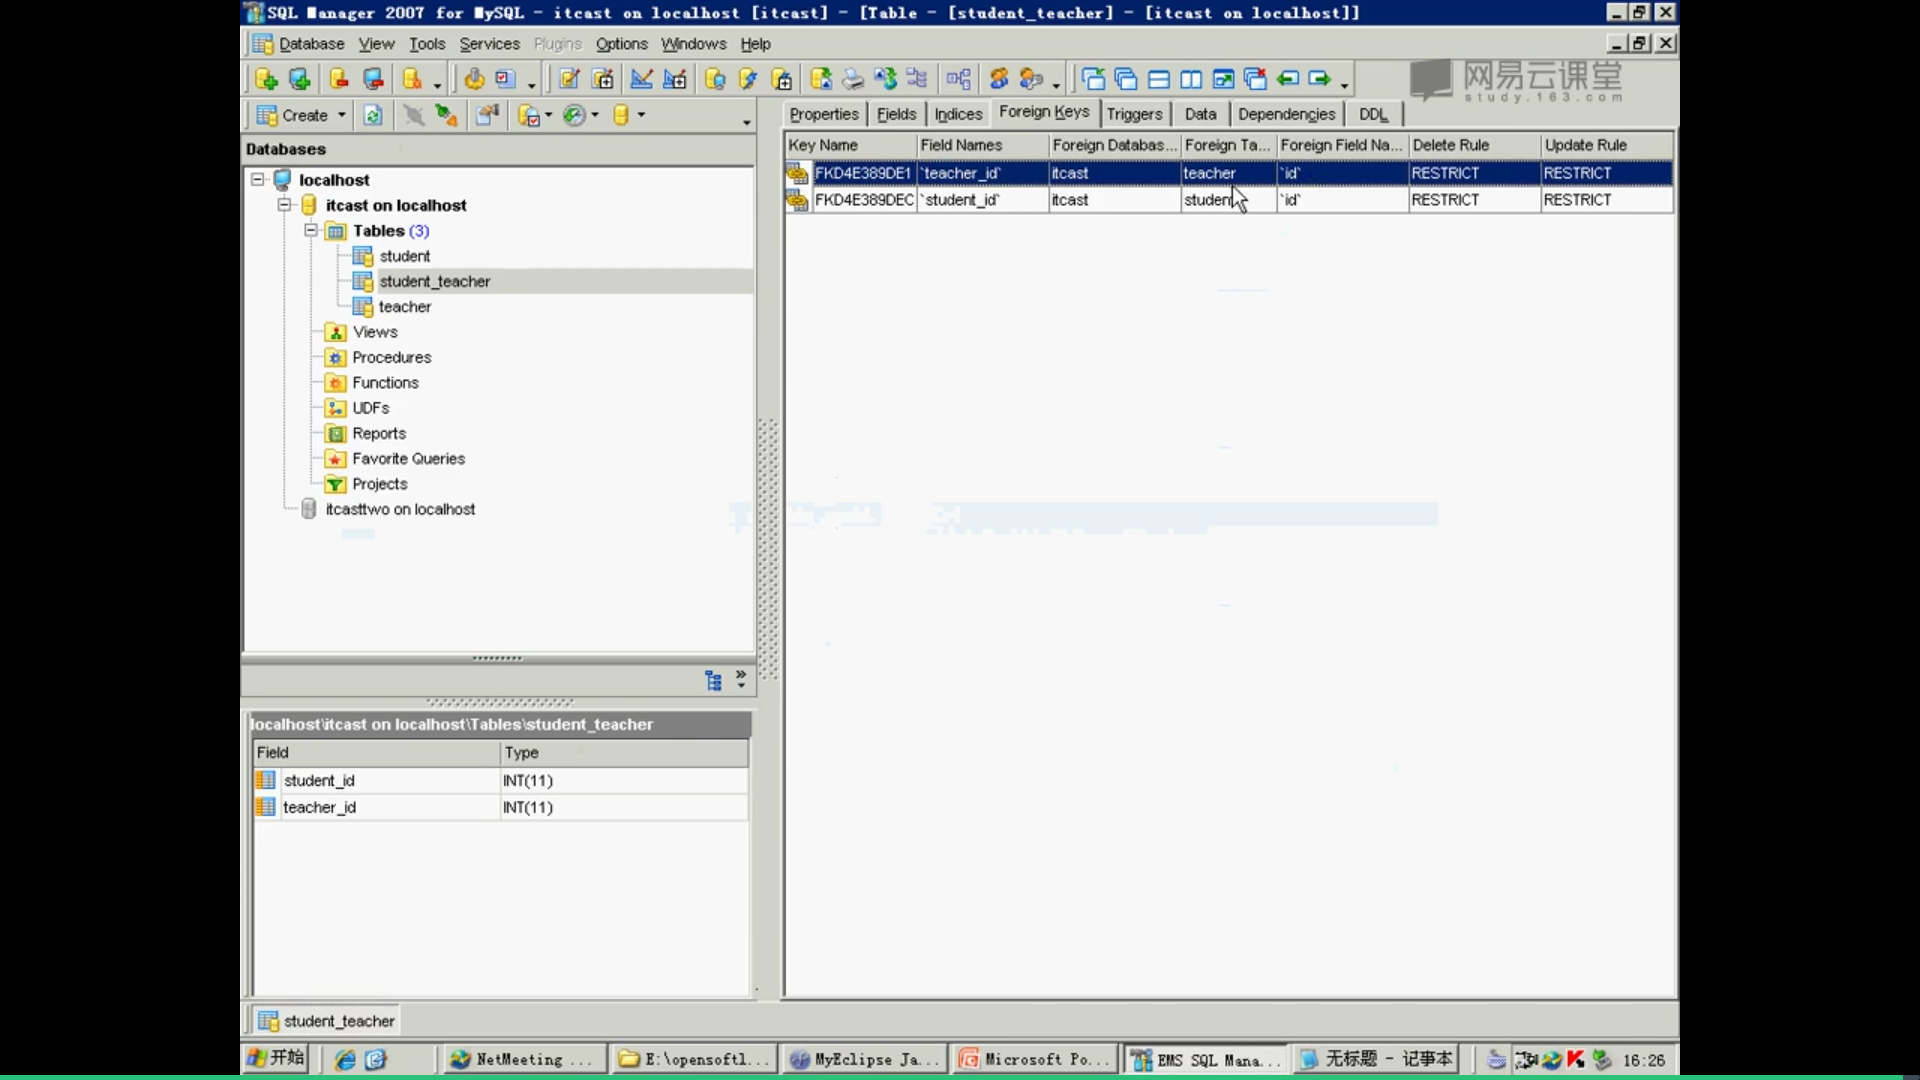 SQL Manager 2007 for MySQL - itcast on localhost [itcast] - [Table - [student_teacher] - [itcast on localhost]]
Database View Tools Services Plugins Options Windows Help
网易云课堂
study.163.com
Create
Properties Fields Indices Foreign Keys Triggers Data Dependencies DDL
Databases
Key Name Field Names Foreign Databas... Foreign Ta... Foreign Field Na... Delete Rule Update Rule
FKD4E389DE1 `teacher_id` itcast teacher `id` RESTRICT RESTRICT
FKD4E389DEC `student_id` itcast student `id` RESTRICT RESTRICT
localhost
itcast on localhost
Tables (3)
student
student_teacher
teacher
Views
Procedures
Functions
UDFs
Reports
Favorite Queries
Projects
itcasttwo on localhost
localhost\itcast on localhost\Tables\student_teacher
Field Type
student_id INT(11)
teacher_id INT(11)
student_teacher
开始 NetMeeting ... E:\opensoftl... MyEclipse Ja... Microsoft Po... EMS SQL Mana... 无标题 - 记事本 16:26